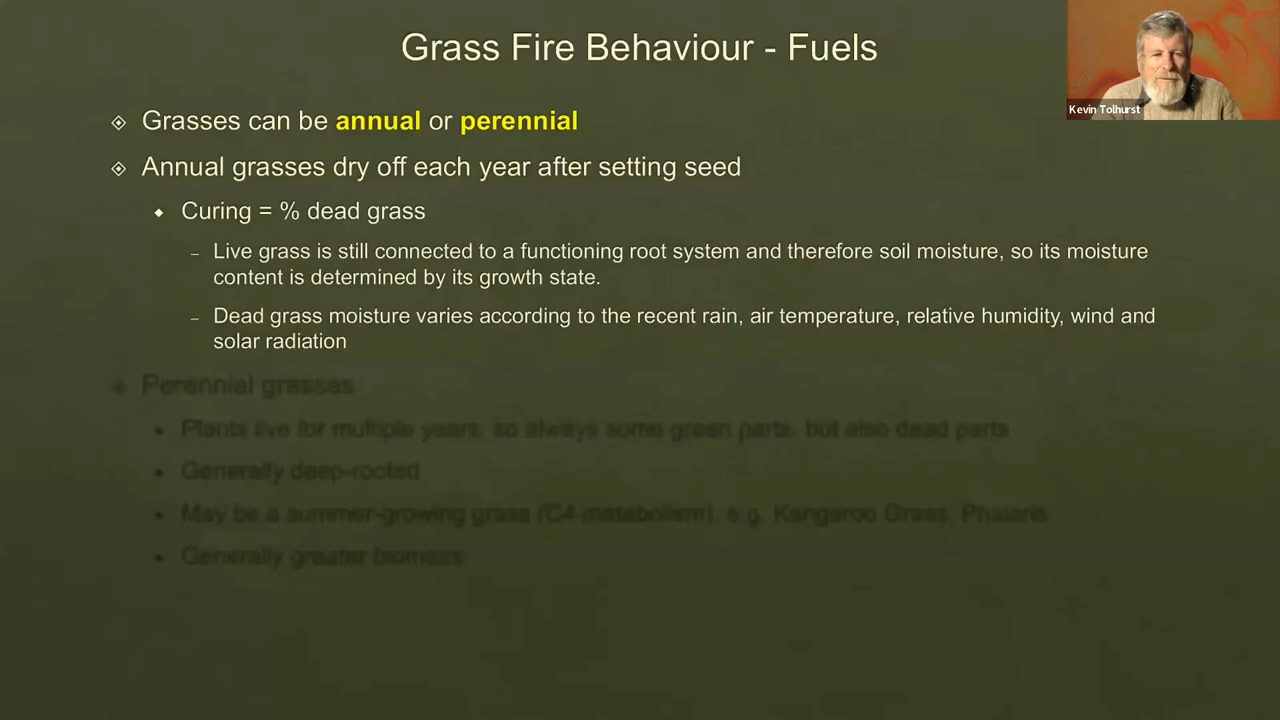 Grass Fire Behaviour - Fuels
Kevin Tolhurst
Grasses can be annual or perennial
Annual grasses dry off each year after setting seed
Curing = % dead grass
Live grass is still connected to a functioning root system and therefore soil moisture, so its moisture
content is determined by its growth state.
Dead grass moisture varies according to the recent rain, air temperature, relative humidity, wind and
solar radiation
Perennial grasses
Plants live for multiple years, so always some green parts, but also dead parts
Generally deep-rooted
May be a summer-growing grass (C4 metabolism), e.g. Kangaroo Grass, Phalaris
Generally greater biomass